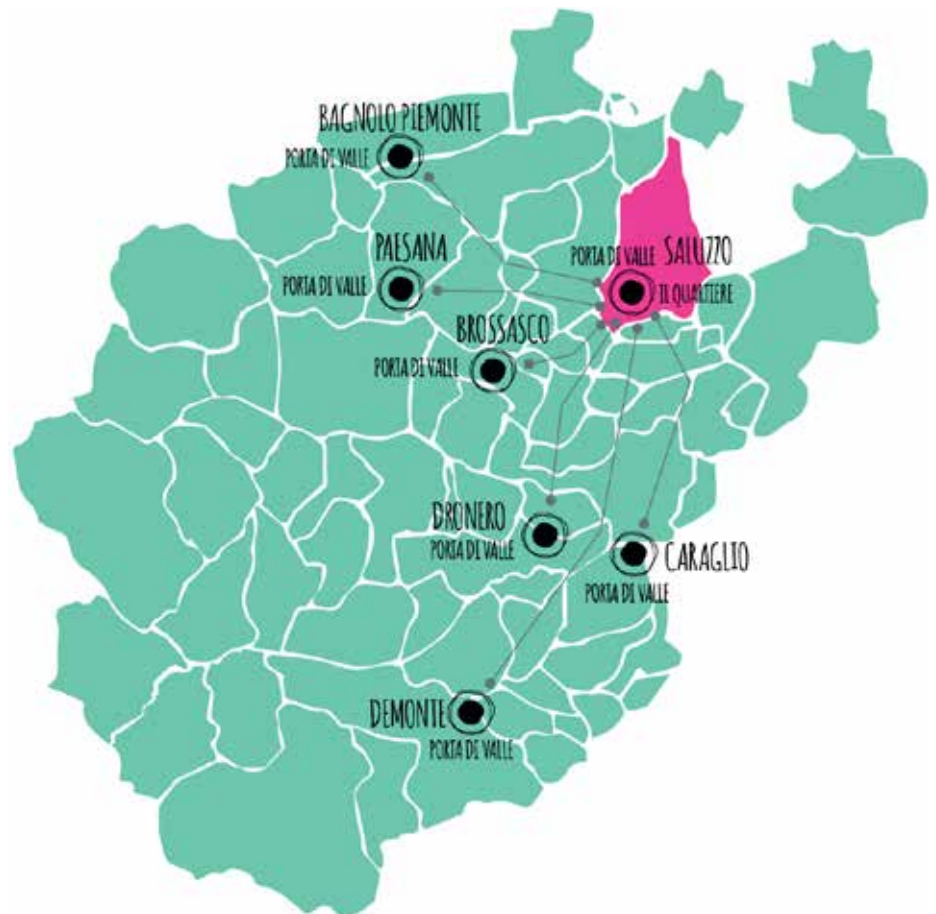 BAGNOLO PIEMONTE
PORTA DI VALLE
PAESANA
PORTA DI VALLE
PORTA DI VALLE SALUZZO
IL QUARTIERE
BROSSASCO
PORTA DI VALLE
DRONERO
PORTA DI VALLE
CARAGLIO
PORTA DI VALLE
DEMONTE
PORTA DI VALLE